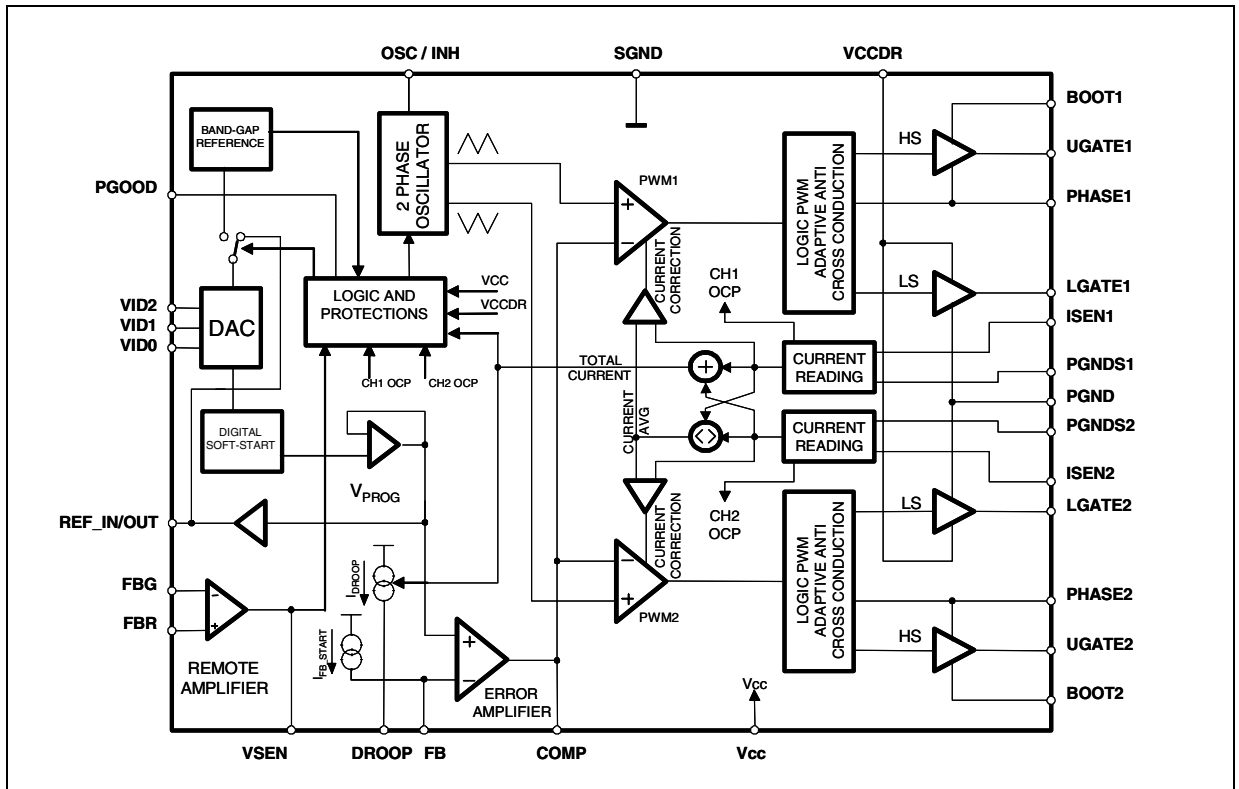 OSC / INH
SGND
VCCDR
BAND-GAP
REFERENCE
2 PHASE
OSCILLATOR
PGOOD
PWM1
LOGIC PWM
ADAPTIVE ANTI
CROSS CONDUCTION
HS
LS
BOOT1
UGATE1
PHASE1
LGATE1
ISEN1
PGNDS1
PGND
PGNDS2
ISEN2
LGATE2
PHASE2
UGATE2
BOOT2
VID2
VID1
VID0
DAC
LOGIC AND
PROTECTIONS
VCC
VCCDR
CH1 OCP
CH2 OCP
CURRENT
CORRECTION
CH1
OCP
TOTAL
CURRENT
CURRENT
READING
CURRENT
AVG
CURRENT
READING
DIGITAL
SOFT-START
VPROG
REF_IN/OUT
CH2
OCP
CURRENT
CORRECTION
LOGIC PWM
ADAPTIVE ANTI
CROSS CONDUCTION
LS
HS
IDROOP
IFB_START
FBG
FBR
PWM2
REMOTE
AMPLIFIER
ERROR
AMPLIFIER
Vcc
VSEN
DROOP
FB
COMP
Vcc